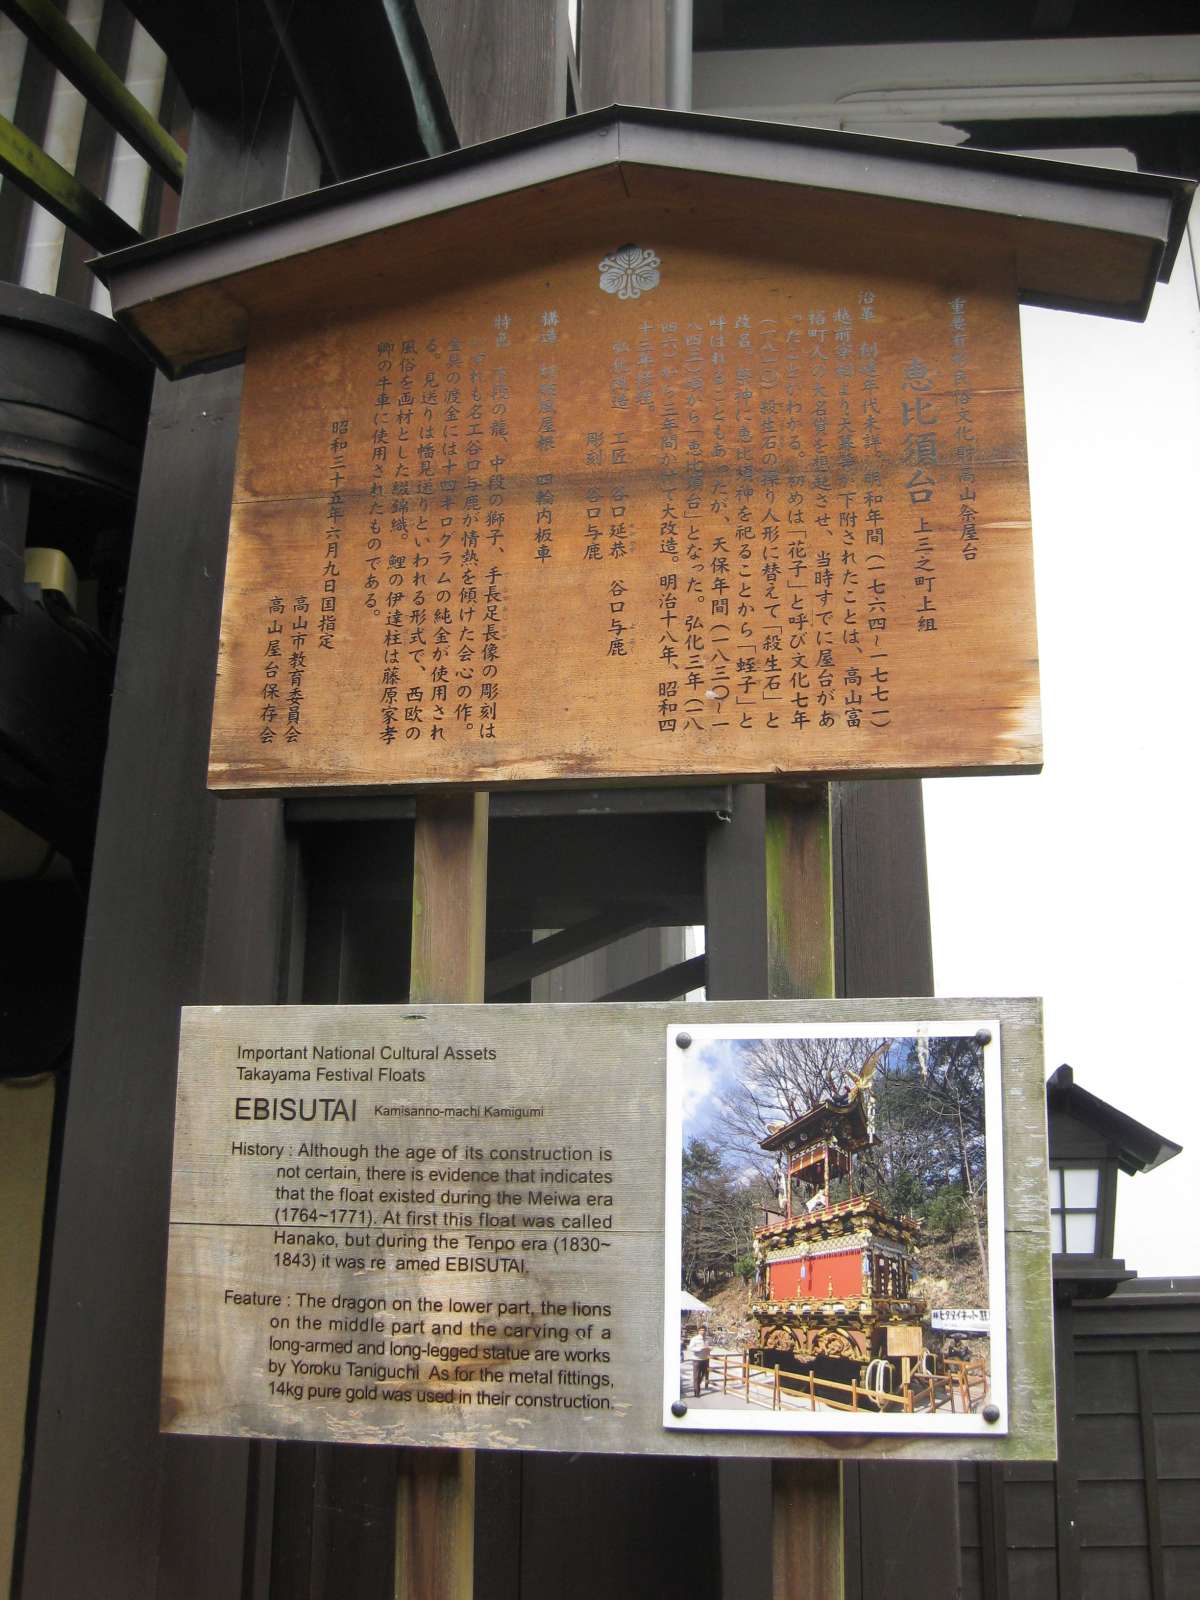 重要有形民俗文化財高山祭屋台
恵比須台 上三之町上組
沿革 創建年代未詳。明和年間(一七六四~一七七一)
越前宰相より大幕等が下附されたことは、高山富
裕町人の大名貸を想起させ、当時すでに屋台があ
ったことがわかる。初めは「花子」と呼び文化七年
(一八一〇)殺生石の操り人形に替えて「殺生石」と
改名。祭神に恵比須神を祀ることから「蛭子」と
呼ばれることもあったが、天保年間(一八三〇~一
八四三)頃から「恵比須台」となった。弘化三年(一八
四六)から三年間かけて大改造。明治十八年、昭和四
十二年修理。
弘化改造 工匠 谷口延恭 谷口与鹿
彫刻 谷口与鹿
構造 切破風屋根 四輪内板車
特色 下段の龍、中段の獅子、手長足長像の彫刻は
いずれも名工谷口与鹿が情熱を傾けた会心の作。
金具の渡金には十四キログラムの純金が使用され
る。見送りは幡見送りといわれる形式で、西欧の
風俗を画材とした綴錦織。鯉の伊達柱は藤原家孝
卿の牛車に使用されたものである。
昭和三十五年六月九日国指定
高山市教育委員会
高山屋台保存会
Important National Cultural Assets
Takayama Festival Floats
EBISUTAI Kamisanno-machi Kamigumi
History : Although the age of its construction is
not certain, there is evidence that indicates
that the float existed during the Meiwa era
(1764~1771). At first this float was called
Hanako, but during the Tenpo era (1830~
1843) it was re amed EBISUTAI.
Feature : The dragon on the lower part, the lions
on the middle part and the carving of a
long-armed and long-legged statue are works
by Yoroku Taniguchi As for the metal fittings,
14kg pure gold was used in their construction.